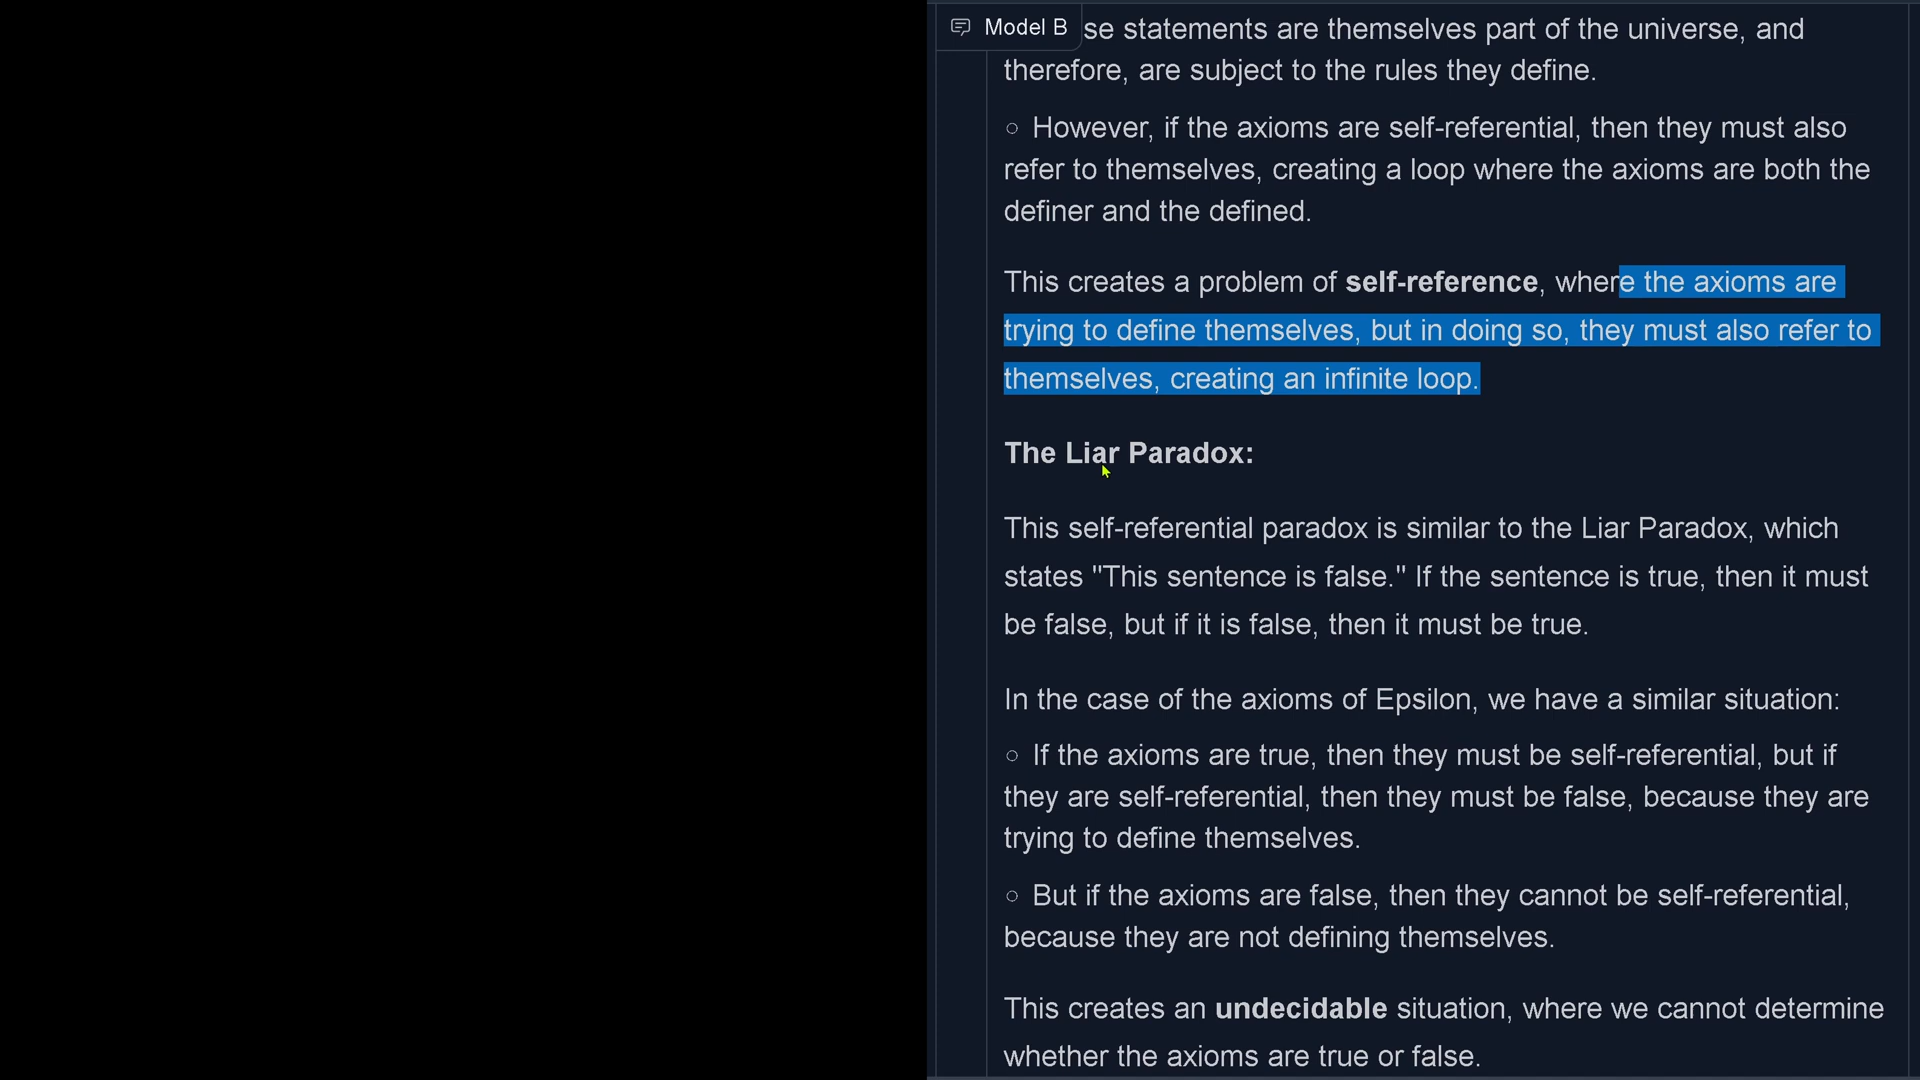 Model B
se statements are themselves part of the universe, and
therefore, are subject to the rules they define.
○ However, if the axioms are self-referential, then they must also
refer to themselves, creating a loop where the axioms are both the
definer and the defined.
This creates a problem of self-reference, where the axioms are
trying to define themselves, but in doing so, they must also refer to
themselves, creating an infinite loop.
The Liar Paradox:
This self-referential paradox is similar to the Liar Paradox, which
states "This sentence is false." If the sentence is true, then it must
be false, but if it is false, then it must be true.
In the case of the axioms of Epsilon, we have a similar situation:
○ If the axioms are true, then they must be self-referential, but if
they are self-referential, then they must be false, because they are
trying to define themselves.
○ But if the axioms are false, then they cannot be self-referential,
because they are not defining themselves.
This creates an undecidable situation, where we cannot determine
whether the axioms are true or false.